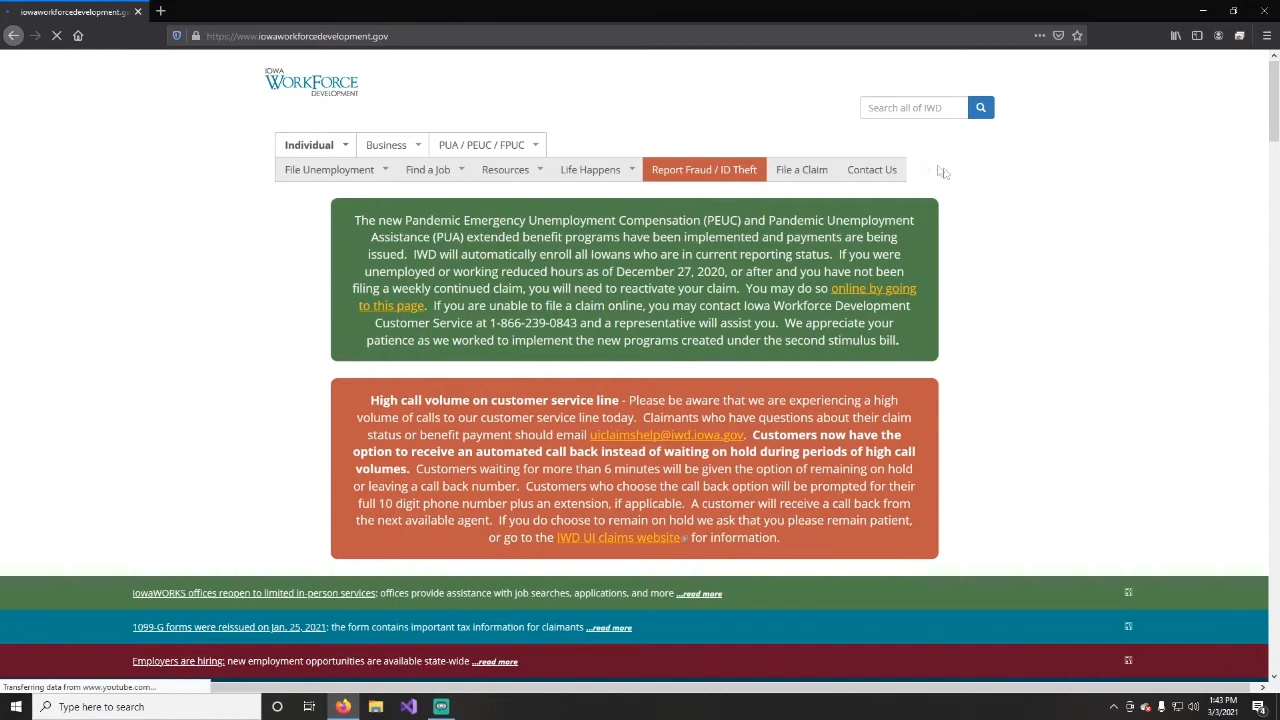 iowaworkforcedevelopment.go
https://www.iowaworkforcedevelopment.gov
IOWA
WORKFORCE
DEVELOPMENT
Search all of IWD
Individual
Business
PUA / PEUC / FPUC
File Unemployment
Find a Job
Resources
Life Happens
Report Fraud / ID Theft
File a Claim
Contact Us
The new Pandemic Emergency Unemployment Compensation (PEUC) and Pandemic Unemployment
Assistance (PUA) extended benefit programs have been implemented and payments are being
issued. IWD will automatically enroll all Iowans who are in current reporting status. If you were
unemployed or working reduced hours as of December 27, 2020, or after and you have not been
filing a weekly continued claim, you will need to reactivate your claim. You may do so online by going
to this page. If you are unable to file a claim online, you may contact Iowa Workforce Development
Customer Service at 1-866-239-0843 and a representative will assist you. We appreciate your
patience as we worked to implement the new programs created under the second stimulus bill.
High call volume on customer service line - Please be aware that we are experiencing a high
volume of calls to our customer service line today. Claimants who have questions about their claim
status or benefit payment should email uiclaimshelp@iwd.iowa.gov. Customers now have the
option to receive an automated call back instead of waiting on hold during periods of high call
volumes. Customers waiting for more than 6 minutes will be given the option of remaining on hold
or leaving a call back number. Customers who choose the call back option will be prompted for their
full 10 digit phone number plus an extension, if applicable. A customer will receive a call back from
the next available agent. If you do choose to remain on hold we ask that you please remain patient,
or go to the IWD UI claims website for information.
IowaWORKS offices reopen to limited in-person services: offices provide assistance with job searches, applications, and more ...read more
1099-G forms were reissued on Jan. 25, 2021: the form contains important tax information for claimants ...read more
Employers are hiring: new employment opportunities are available state-wide ...read more
Transferring data from www.youtube.com...
Type here to search
1:43 PM
3/3/2021